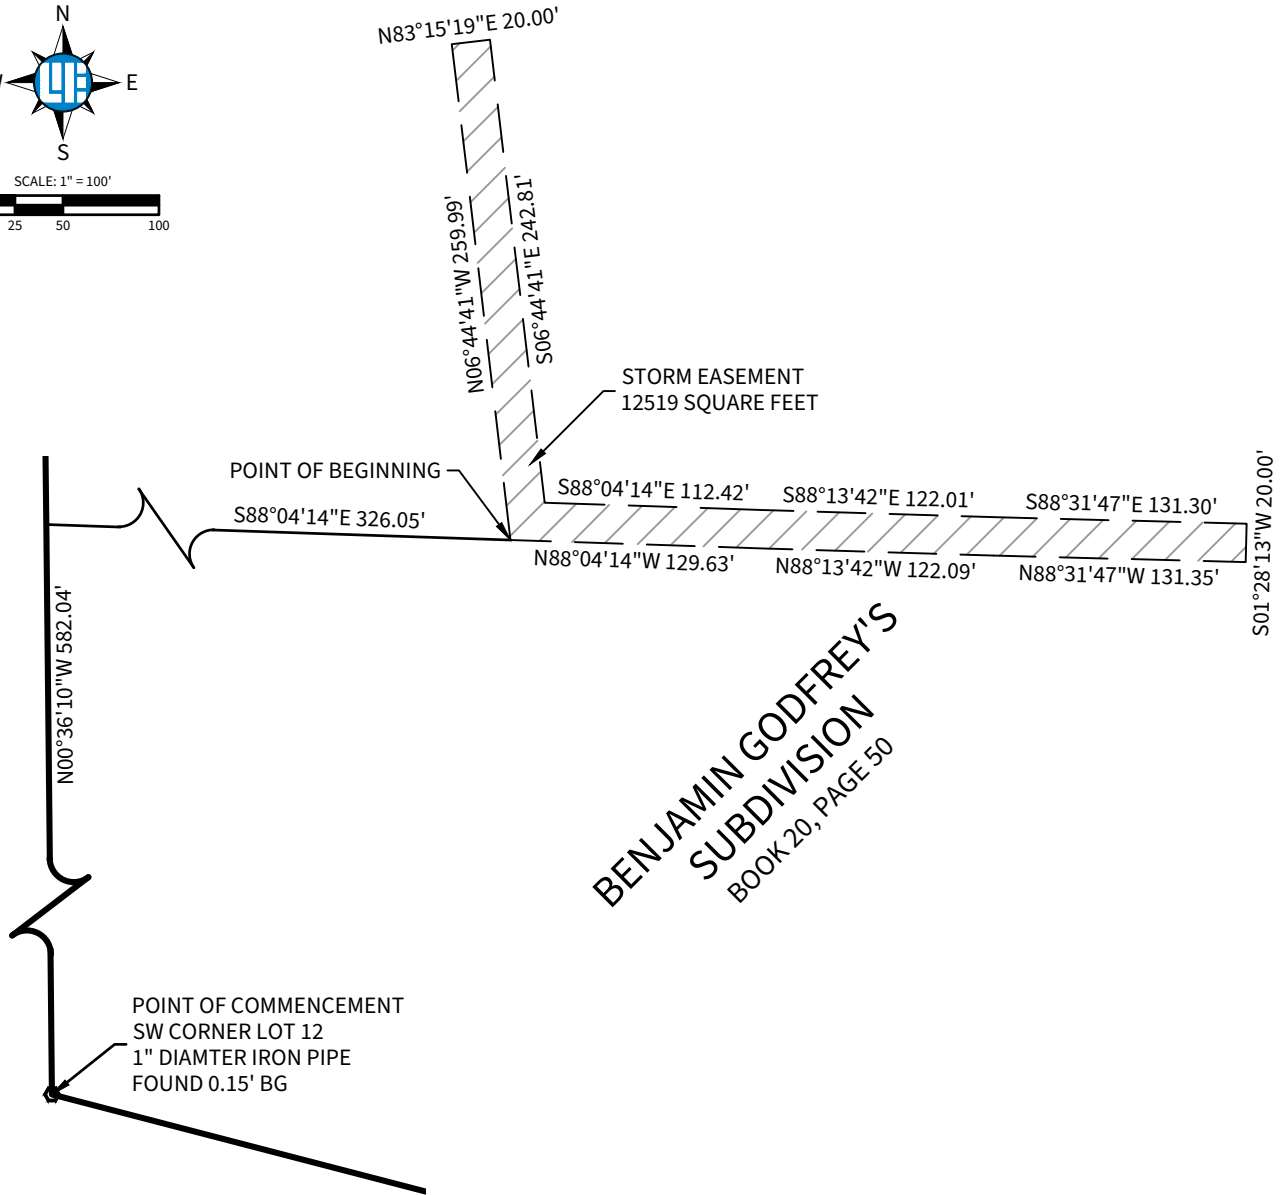 N83°15'19"E 20.00'
N
E
S
SCALE: 1" = 100'
25 50 100
N06°44'41"W 259.99'
S06°44'41"E 242.81'
STORM EASEMENT
12519 SQUARE FEET
POINT OF BEGINNING
S88°04'14"E 326.05'
S88°04'14"E 112.42'
S88°13'42"E 122.01'
S88°31'47"E 131.30'
S01°28'13"W 20.00'
N88°04'14"W 129.63'
N88°13'42"W 122.09'
N88°31'47"W 131.35'
N00°36'10"W 582.04'
BENJAMIN GODFREY'S
SUBDIVISION
BOOK 20, PAGE 50
POINT OF COMMENCEMENT
SW CORNER LOT 12
1" DIAMTER IRON PIPE
FOUND 0.15' BG